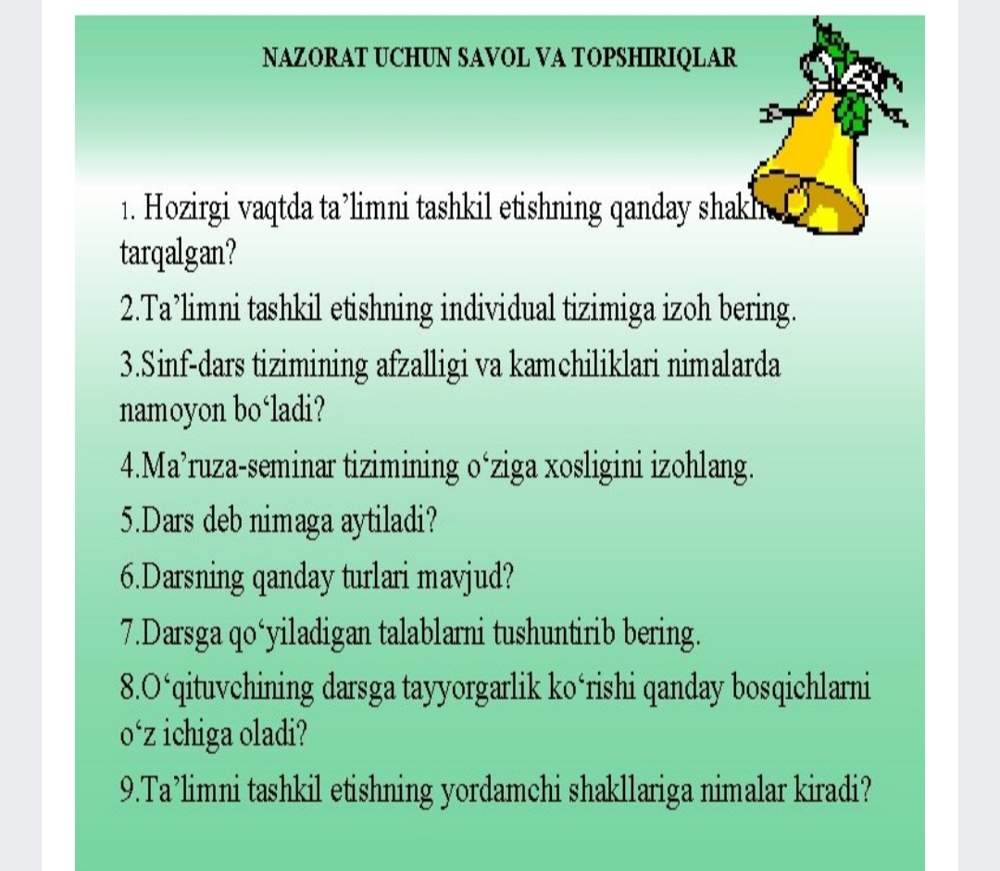 NAZORAT UCHUN SAVOL VA TOPSHIRIQLAR
1. Hozirgi vaqtda ta’limni tashkil etishning qanday
tarqalgan?
2.Ta’limni tashkil etishning individual tizimiga izoh bering.
3.Sinf-dars tizimining afzalligi va kamchiliklari nimalarda
namoyon bo‘ladi?
4.Ma’ruza-seminar tizimining o‘ziga xosligini izohlang.
5.Dars deb nimaga aytiladi?
6.Darsning qanday turlari mavjud?
7.Darsga qo‘yiladigan talablarni tushuntirib bering.
8.O‘qituvchining darsga tayyorgarlik ko‘rishi qanday bosqichlarni
o‘z ichiga oladi?
9.Ta’limni tashkil etishning yordamchi shakllariga nimalar kiradi?